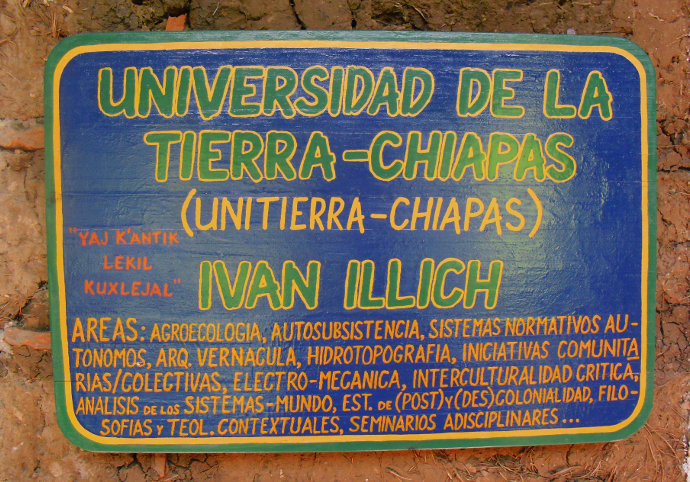 UNIVERSIDAD DE LA
TIERRA-CHIAPAS
(UNITIERRA-CHIAPAS)
"YAJ K'ANTIK
LEKIL
KUXLEJAL"
IVAN ILLICH
AREAS: AGROECOLOGIA, AUTOSUBSISTENCIA, SISTEMAS NORMATIVOS AU-
TONOMOS, ARQ. VERNACULA, HIDROTOPOGRAFIA, INICIATIVAS COMUNITA
RIAS/COLECTIVAS, ELECTRO-MECANICA, INTERCULTURALIDAD CRITICA,
ANALISIS DE LOS SISTEMAS-MUNDO, EST. DE (POST) Y (DES)COLONIALIDAD, FILO-
SOFIAS Y TEOL. CONTEXTUALES, SEMINARIOS ADISCIPLINARES...